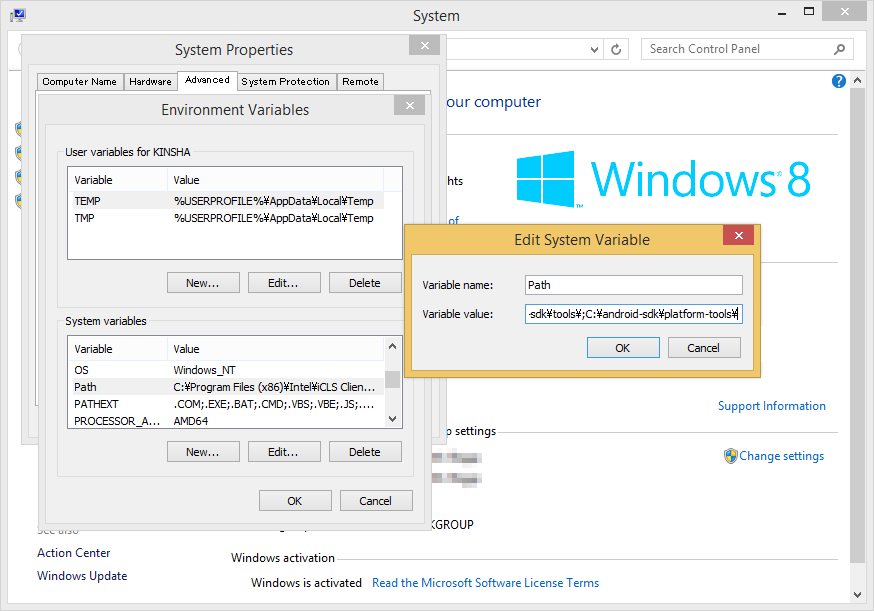 System
Search Control Panel
System Properties
Computer Name
Hardware
Advanced
System Protection
Remote
Environment Variables
User variables for KINSHA
Variable Value
TEMP %USERPROFILE%¥AppData¥Local¥Temp
TMP %USERPROFILE%¥AppData¥Local¥Temp
New... Edit... Delete
System variables
Variable Value
OS Windows_NT
Path C:¥Program Files (x86)¥Intel¥iCLS Clien...
PATHEXT .COM;.EXE;.BAT;.CMD;.VBS;.VBE;.JS;....
PROCESSOR_A... AMD64
New... Edit... Delete
OK Cancel
our computer
Windows 8
hts
of
Edit System Variable
Variable name: Path
Variable value: -sdk¥tools¥;C:¥android-sdk¥platform-tools¥
OK Cancel
Support Information
p settings
Change settings
KGROUP
See also
Action Center
Windows Update
Windows activation
Windows is activated Read the Microsoft Software License Terms